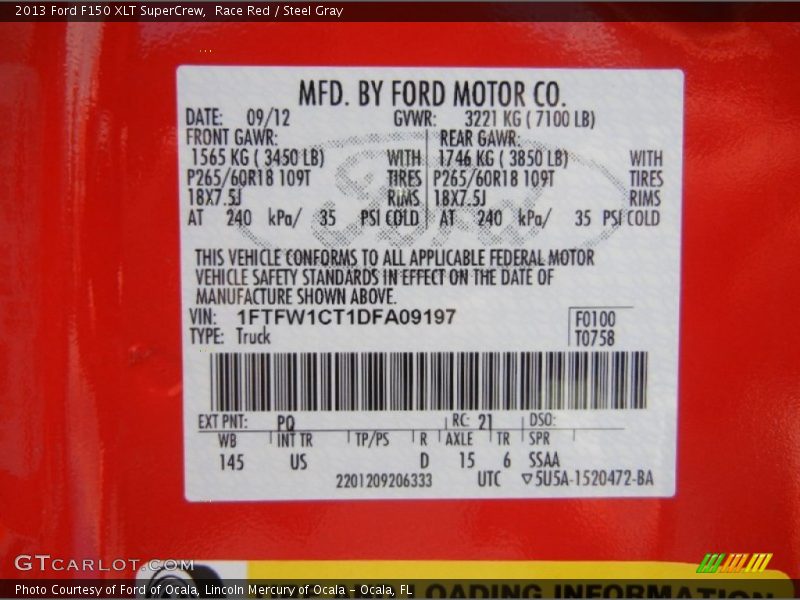 2013 Ford F150 XLT SuperCrew,  Race Red / Steel Gray
MFD. BY FORD MOTOR CO.
DATE: 09/12 GVWR: 3221 KG ( 7100 LB)
FRONT GAWR: REAR GAWR:
1565 KG ( 3450 LB) WITH 1746 KG ( 3850 LB) WITH
P265/60R18 109T TIRES P265/60R18 109T TIRES
18X7.5J RIMS 18X7.5J RIMS
AT 240 kPa/ 35 PSI COLD AT 240 kPa/ 35 PSI COLD
THIS VEHICLE CONFORMS TO ALL APPLICABLE FEDERAL MOTOR
VEHICLE SAFETY STANDARDS IN EFFECT ON THE DATE OF
MANUFACTURE SHOWN ABOVE.
VIN: 1FTFW1CT1DFA09197 F0100
TYPE: Truck T0758
EXT PNT: PQ RC: 21 DSO:
WB INT TR TP/PS R AXLE TR SPR
145 US D 15 6 SSAA
2201209206333 UTC ▽5U5A-1520472-BA
GTCARLOT.COM
LOADING INFORMATION
Photo Courtesy of Ford of Ocala, Lincoln Mercury of Ocala - Ocala, FL